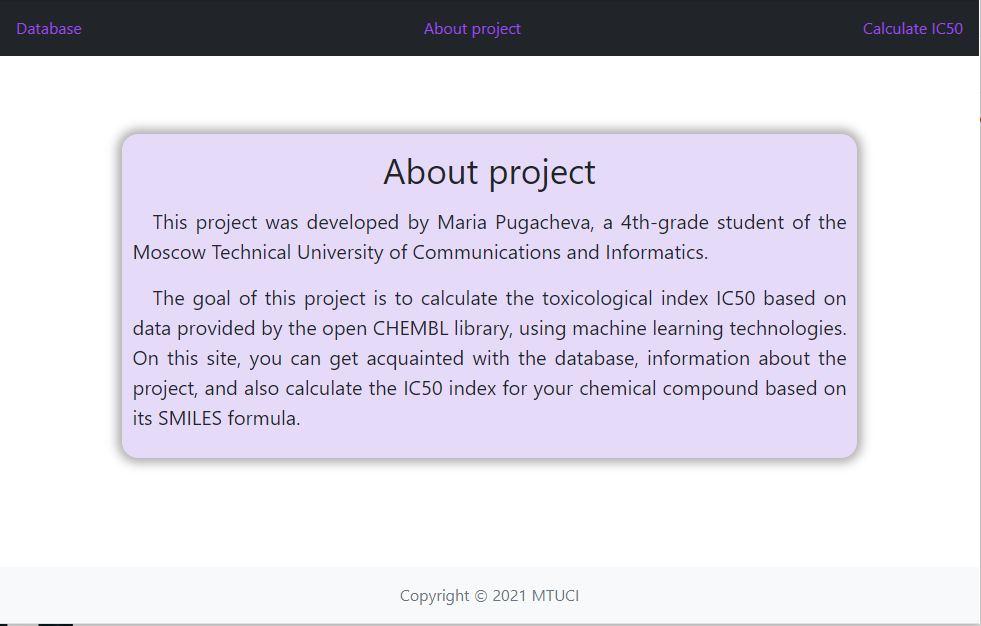 Database
About project
Calculate IC50
About project
This project was developed by Maria Pugacheva, a 4th-grade student of the
Moscow Technical University of Communications and Informatics.
The goal of this project is to calculate the toxicological index IC50 based on
data provided by the open CHEMBL library, using machine learning technologies.
On this site, you can get acquainted with the database, information about the
project, and also calculate the IC50 index for your chemical compound based on
its SMILES formula.
Copyright © 2021 MTUCI